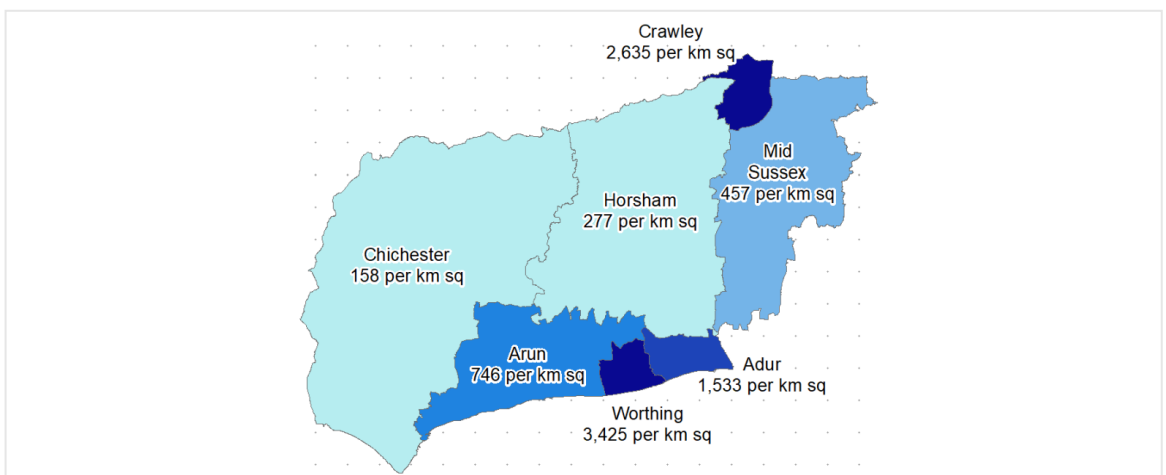 Crawley
2,635 per km sq
Mid
Sussex
457 per km sq
Horsham
277 per km sq
Chichester
158 per km sq
Arun
746 per km sq
Adur
1,533 per km sq
Worthing
3,425 per km sq